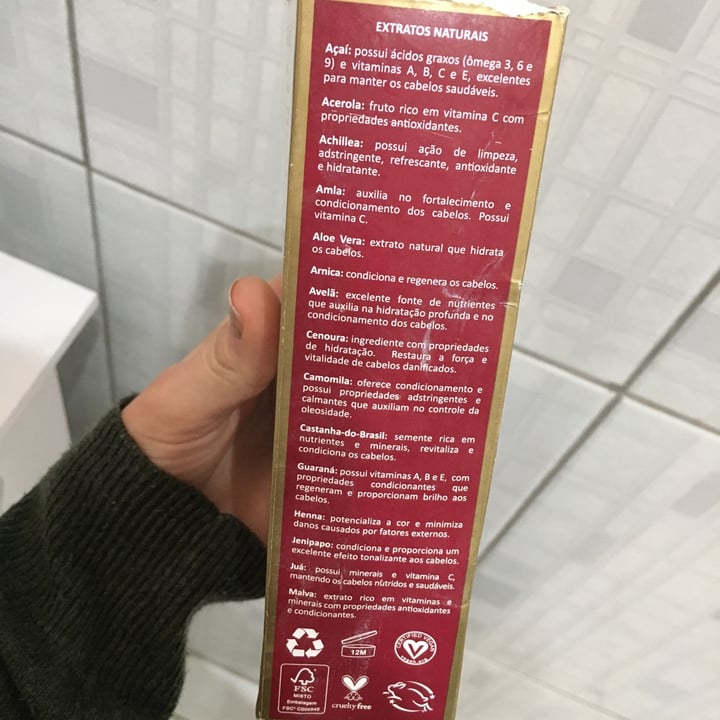 EXTRATOS NATURAIS
Açaí: possui ácidos graxos (ômega 3, 6 e
9) e vitaminas A, B, C e E, excelentes
para manter os cabelos saudáveis.
Acerola: fruto rico em vitamina C com
propriedades antioxidantes.
Achillea: possui ação de limpeza,
adstringente, refrescante, antioxidante
e hidratante.
Amla: auxilia no fortalecimento e
condicionamento dos cabelos. Possui
vitamina C.
Aloe Vera: extrato natural que hidrata
os cabelos.
Arnica: condiciona e regenera os cabelos.
Avelã: excelente fonte de nutrientes
que auxilia na hidratação profunda e no
condicionamento dos cabelos.
Cenoura: ingrediente com propriedades
de hidratação. Restaura a força e
vitalidade de cabelos danificados.
Camomila: oferece condicionamento e
possui propriedades adstringentes e
calmantes que auxiliam no controle da
oleosidade.
Castanha-do-Brasil: semente rica em
nutrientes e minerais, revitaliza e
condiciona os cabelos.
Guaraná: possui vitaminas A, B e E, com
propriedades condicionantes que
regeneram e proporcionam brilho aos
cabelos.
Henna: potencializa a cor e minimiza
danos causados por fatores externos.
Jenipapo: condiciona e proporciona um
excelente efeito tonalizante aos cabelos.
Juá: possui minerais e vitamina C,
mantendo os cabelos nutridos e saudáveis.
Malva: extrato rico em vitaminas e
minerais com propriedades antioxidantes
e condicionantes.
12M
CERTIFIED VEGAN
FSC
MISTO
Embalagem
cruelty free